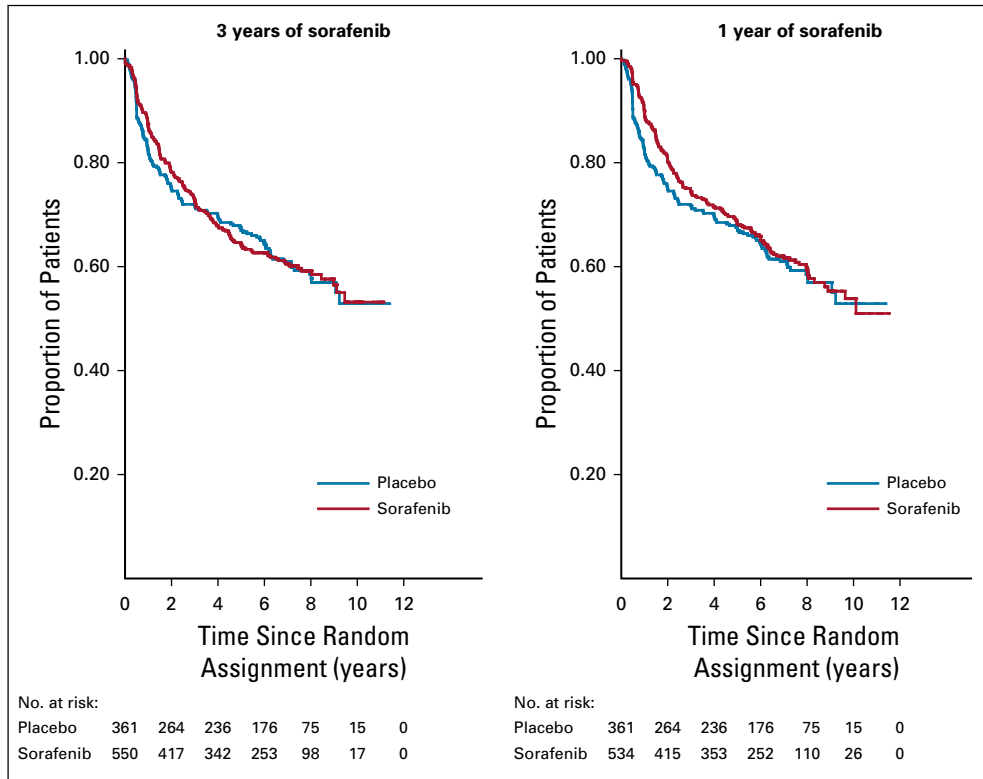 3 years of sorafenib
1.00
0.80
0.60
0.40
0.20
Proportion of Patients
Placebo
Sorafenib
0 2 4 6 8 10 12
Time Since Random
Assignment (years)
No. at risk:
Placebo 361 264 236 176 75 15 0
Sorafenib 550 417 342 253 98 17 0
1 year of sorafenib
1.00
0.80
0.60
0.40
0.20
Proportion of Patients
Placebo
Sorafenib
0 2 4 6 8 10 12
Time Since Random
Assignment (years)
No. at risk:
Placebo 361 264 236 176 75 15 0
Sorafenib 534 415 353 252 110 26 0